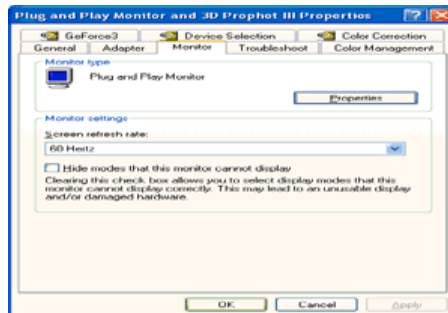 Plug and Play Monitor and 3D Prophet III Properties
GeForce3 Device Selection Color Correction
General Adapter Monitor Troubleshoot Color Management
Monitor type
Plug and Play Monitor
Properties
Monitor settings
Screen refresh rate:
60 Hertz
Hide modes that this monitor cannot display
Clearing this check box allows you to select display modes that this
monitor cannot display correctly. This may lead to an unusable display
and/or damaged hardware.
OK Cancel Apply